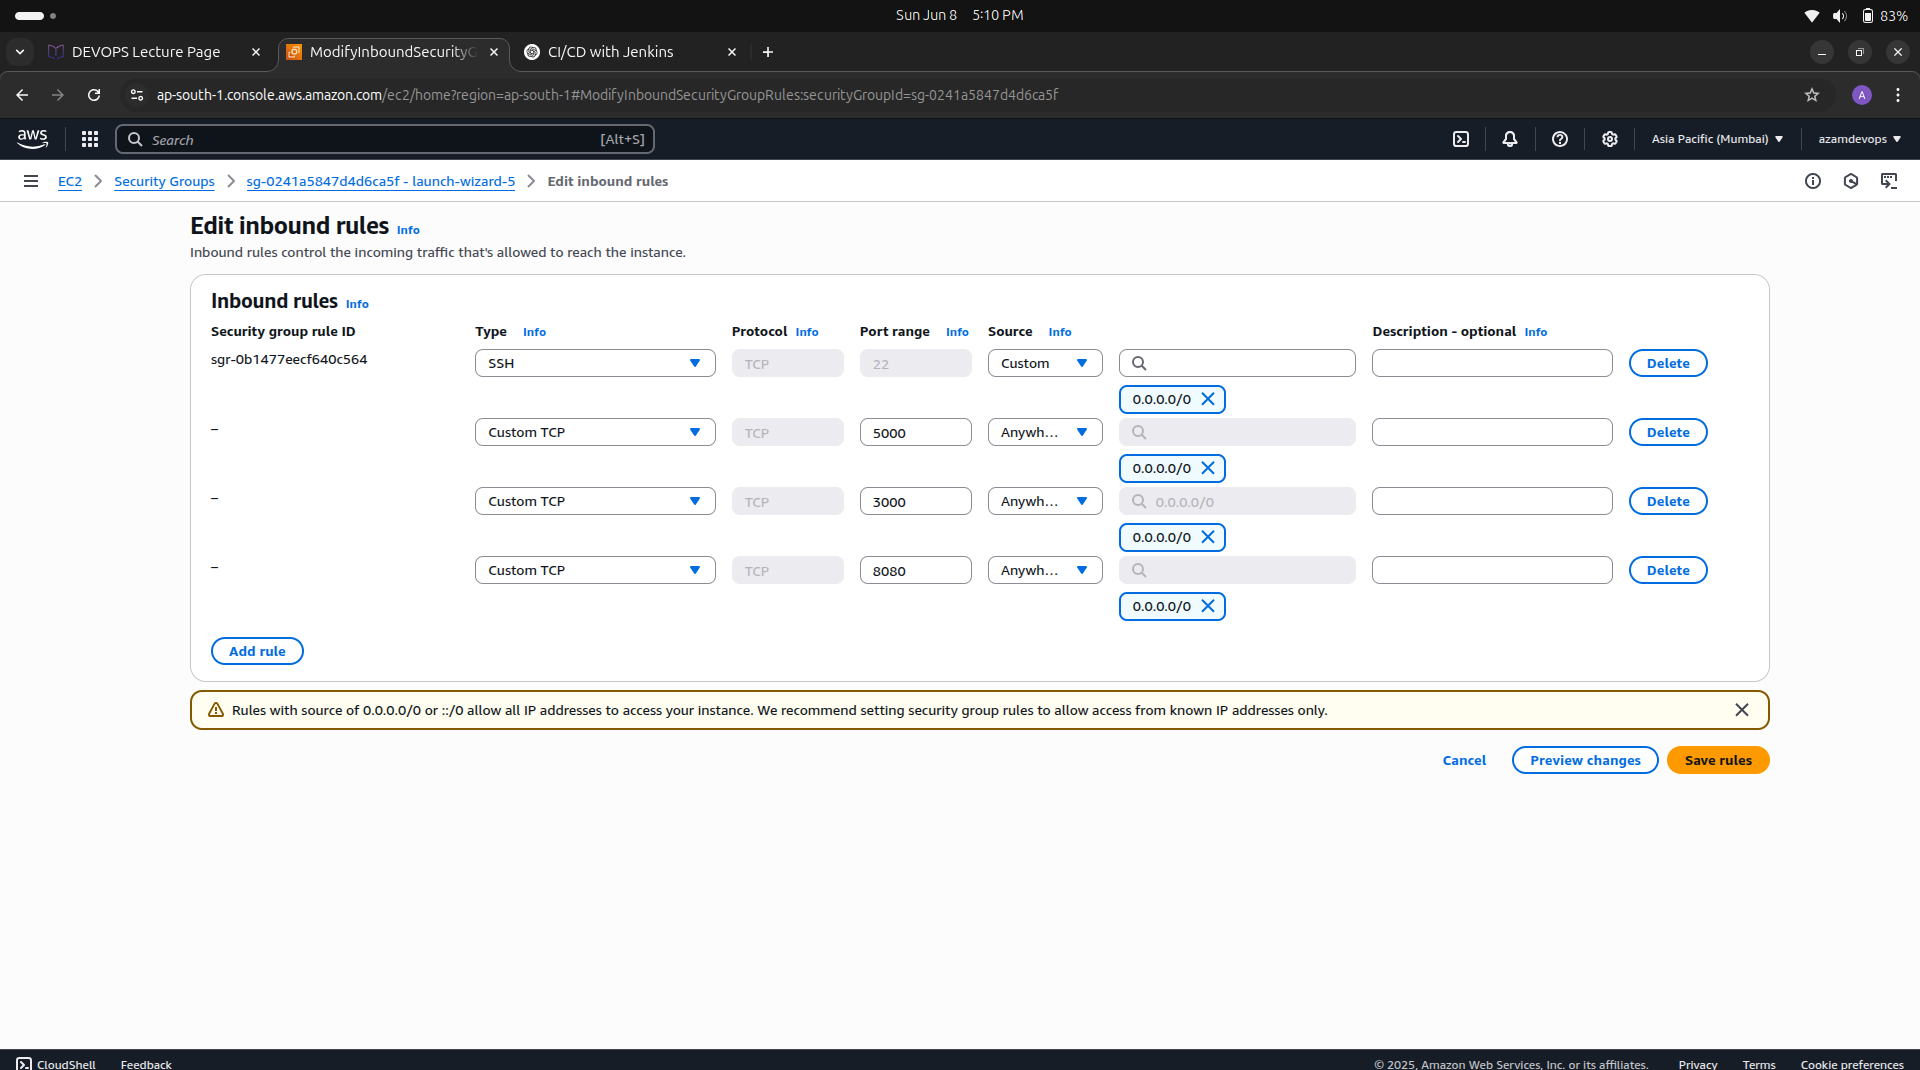 Sun Jun 8 5:10 PM
83%
DEVOPS Lecture Page
ModifyInboundSecurityG
CI/CD with Jenkins
ap-south-1.console.aws.amazon.com/ec2/home?region=ap-south-1#ModifyInboundSecurityGroupRules:securityGroupId=sg-0241a5847d4d6ca5f
A
aws
Search
[Alt+S]
Asia Pacific (Mumbai)
azamdevops
EC2
Security Groups
sg-0241a5847d4d6ca5f - launch-wizard-5
Edit inbound rules
Edit inbound rules Info
Inbound rules control the incoming traffic that's allowed to reach the instance.
Inbound rules Info
Security group rule ID Type Info Protocol Info Port range Info Source Info Description - optional Info
sgr-0b1477eecf640c564 SSH TCP 22 Custom Delete
0.0.0.0/0
– Custom TCP TCP 5000 Anywh... Delete
0.0.0.0/0
– Custom TCP TCP 3000 Anywh... 0.0.0.0/0 Delete
0.0.0.0/0
– Custom TCP TCP 8080 Anywh... Delete
0.0.0.0/0
Add rule
Rules with source of 0.0.0.0/0 or ::/0 allow all IP addresses to access your instance. We recommend setting security group rules to allow access from known IP addresses only.
Cancel Preview changes Save rules
CloudShell Feedback © 2025, Amazon Web Services, Inc. or its affiliates. Privacy Terms Cookie preferences